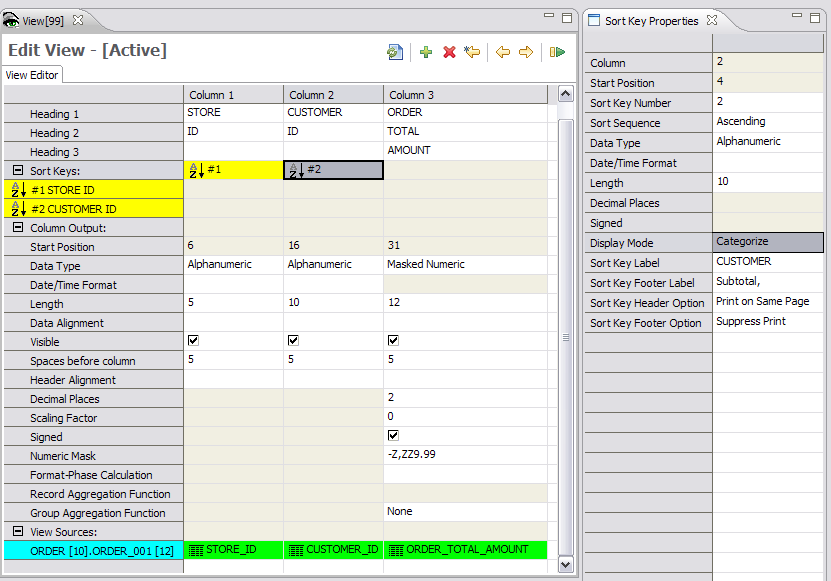 View[99]
Edit View - [Active]
View Editor
Column 1 Column 2 Column 3
Heading 1 STORE CUSTOMER ORDER
Heading 2 ID ID TOTAL
Heading 3 AMOUNT
Sort Keys: #1 #2
#1 STORE ID
#2 CUSTOMER ID
Column Output:
Start Position 6 16 31
Data Type Alphanumeric Alphanumeric Masked Numeric
Date/Time Format
Length 5 10 12
Data Alignment
Visible
Spaces before column 5 5 5
Header Alignment
Decimal Places 2
Scaling Factor 0
Signed
Numeric Mask -Z,ZZ9.99
Format-Phase Calculation
Record Aggregation Function
Group Aggregation Function None
View Sources:
ORDER [10].ORDER_001 [12] STORE_ID CUSTOMER_ID ORDER_TOTAL_AMOUNT
Sort Key Properties
Column 2
Start Position 4
Sort Key Number 2
Sort Sequence Ascending
Data Type Alphanumeric
Date/Time Format
Length 10
Decimal Places
Signed
Display Mode Categorize
Sort Key Label CUSTOMER
Sort Key Footer Label Subtotal,
Sort Key Header Option Print on Same Page
Sort Key Footer Option Suppress Print